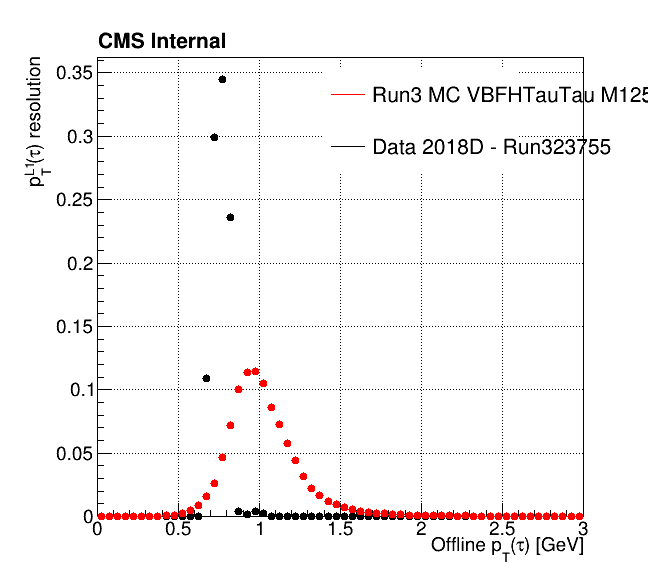 CMS Internal
p_T^L1(τ) resolution
0.35
0.3
0.25
0.2
0.15
0.1
0.05
0
Run3 MC VBFHTauTau M125
Data 2018D - Run323755
0 0.5 1 1.5 2 2.5 3
Offline p_T(τ) [GeV]